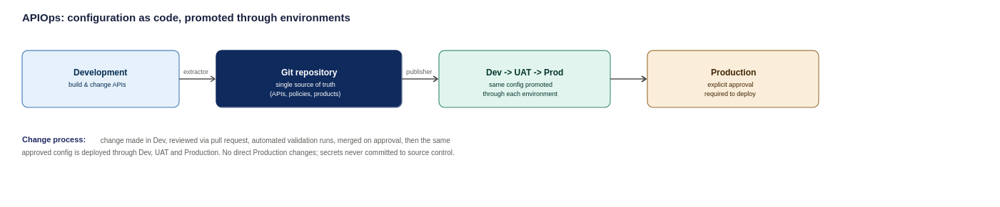 APIOps: configuration as code, promoted through environments
Development
build & change APIs
extractor
Git repository
single source of truth
(APIs, policies, products)
publisher
Dev -> UAT -> Prod
same config promoted
through each environment
Production
explicit approval
required to deploy
Change process: change made in Dev, reviewed via pull request, automated validation runs, merged on approval, then the same
approved config is deployed through Dev, UAT and Production. No direct Production changes; secrets never committed to source control.